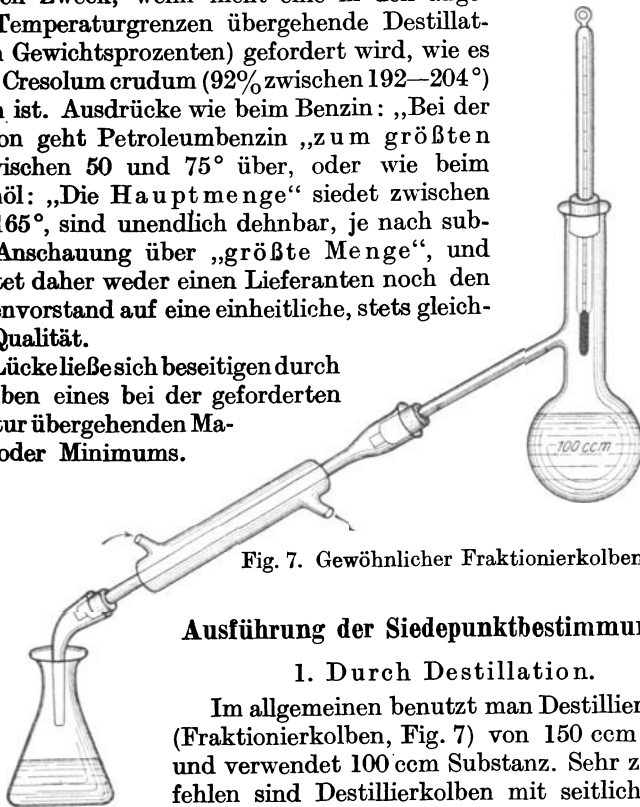 Temperaturgrenzen übergehende Destillat-
Gewichtsprozenten) gefordert wird, wie es
Cresolum crudum (92% zwischen 192—204°)
ist. Ausdrücke wie beim Benzin: „Bei der
geht Petroleumbenzin „zum größten
50 und 75° über, oder wie beim
„Die Hauptmenge“ siedet zwischen
165°, sind unendlich dehnbar, je nach sub-
Anschauung über „größte Menge“, und
daher weder einen Lieferanten noch den
envorstand auf eine einheitliche, stets gleich-
Qualität.
Lücke ließe sich beseitigen durch
ben eines bei der geforderten
tur übergehenden Ma-
oder Minimums.
100 ccm
Fig. 7. Gewöhnlicher Fraktionierkolben
Ausführung der Siedepunktbestimmu
1. Durch Destillation.
Im allgemeinen benutzt man Destillier
(Fraktionierkolben, Fig. 7) von 150 ccm
und verwendet 100 ccm Substanz. Sehr z
fehlen sind Destillierkolben mit seitlich